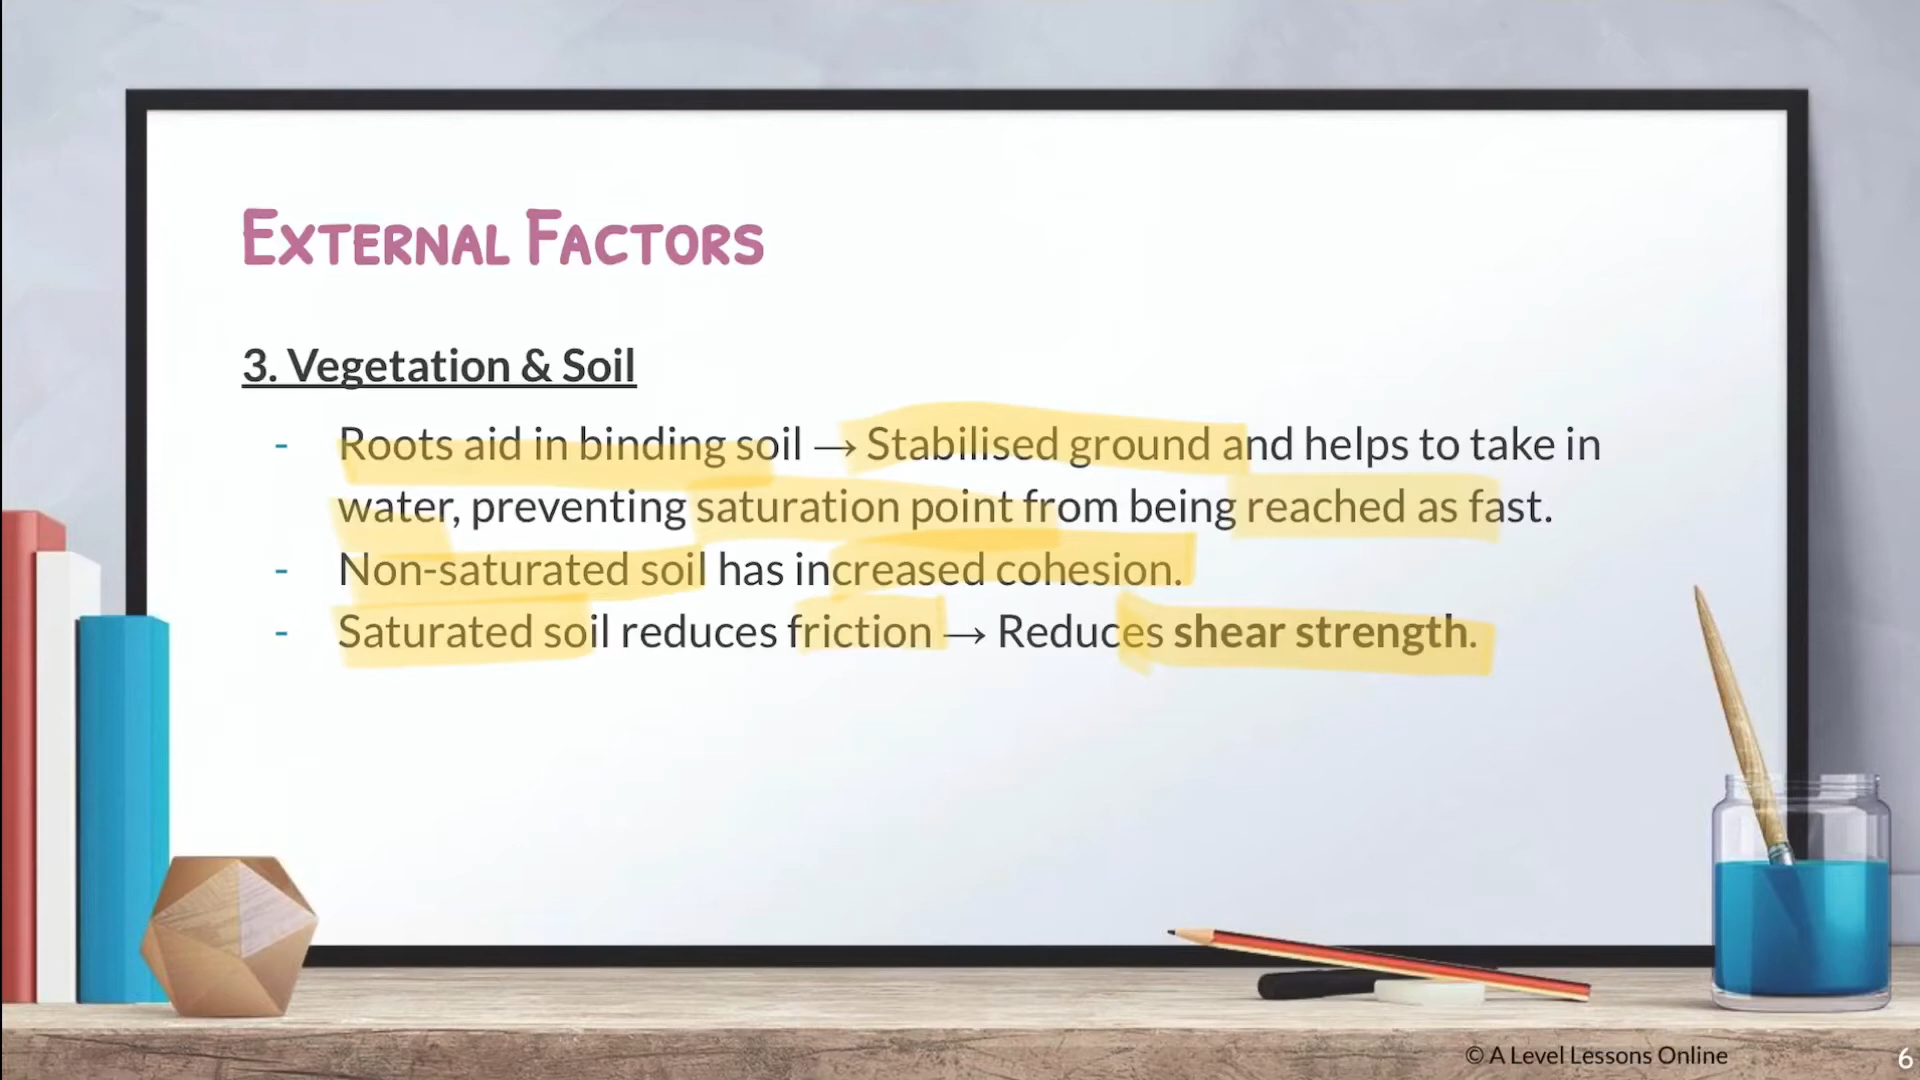 External Factors
3. Vegetation & Soil
- Roots aid in binding soil → Stabilised ground and helps to take in
water, preventing saturation point from being reached as fast.
- Non-saturated soil has increased cohesion.
- Saturated soil reduces friction → Reduces shear strength.
© A Level Lessons Online
6